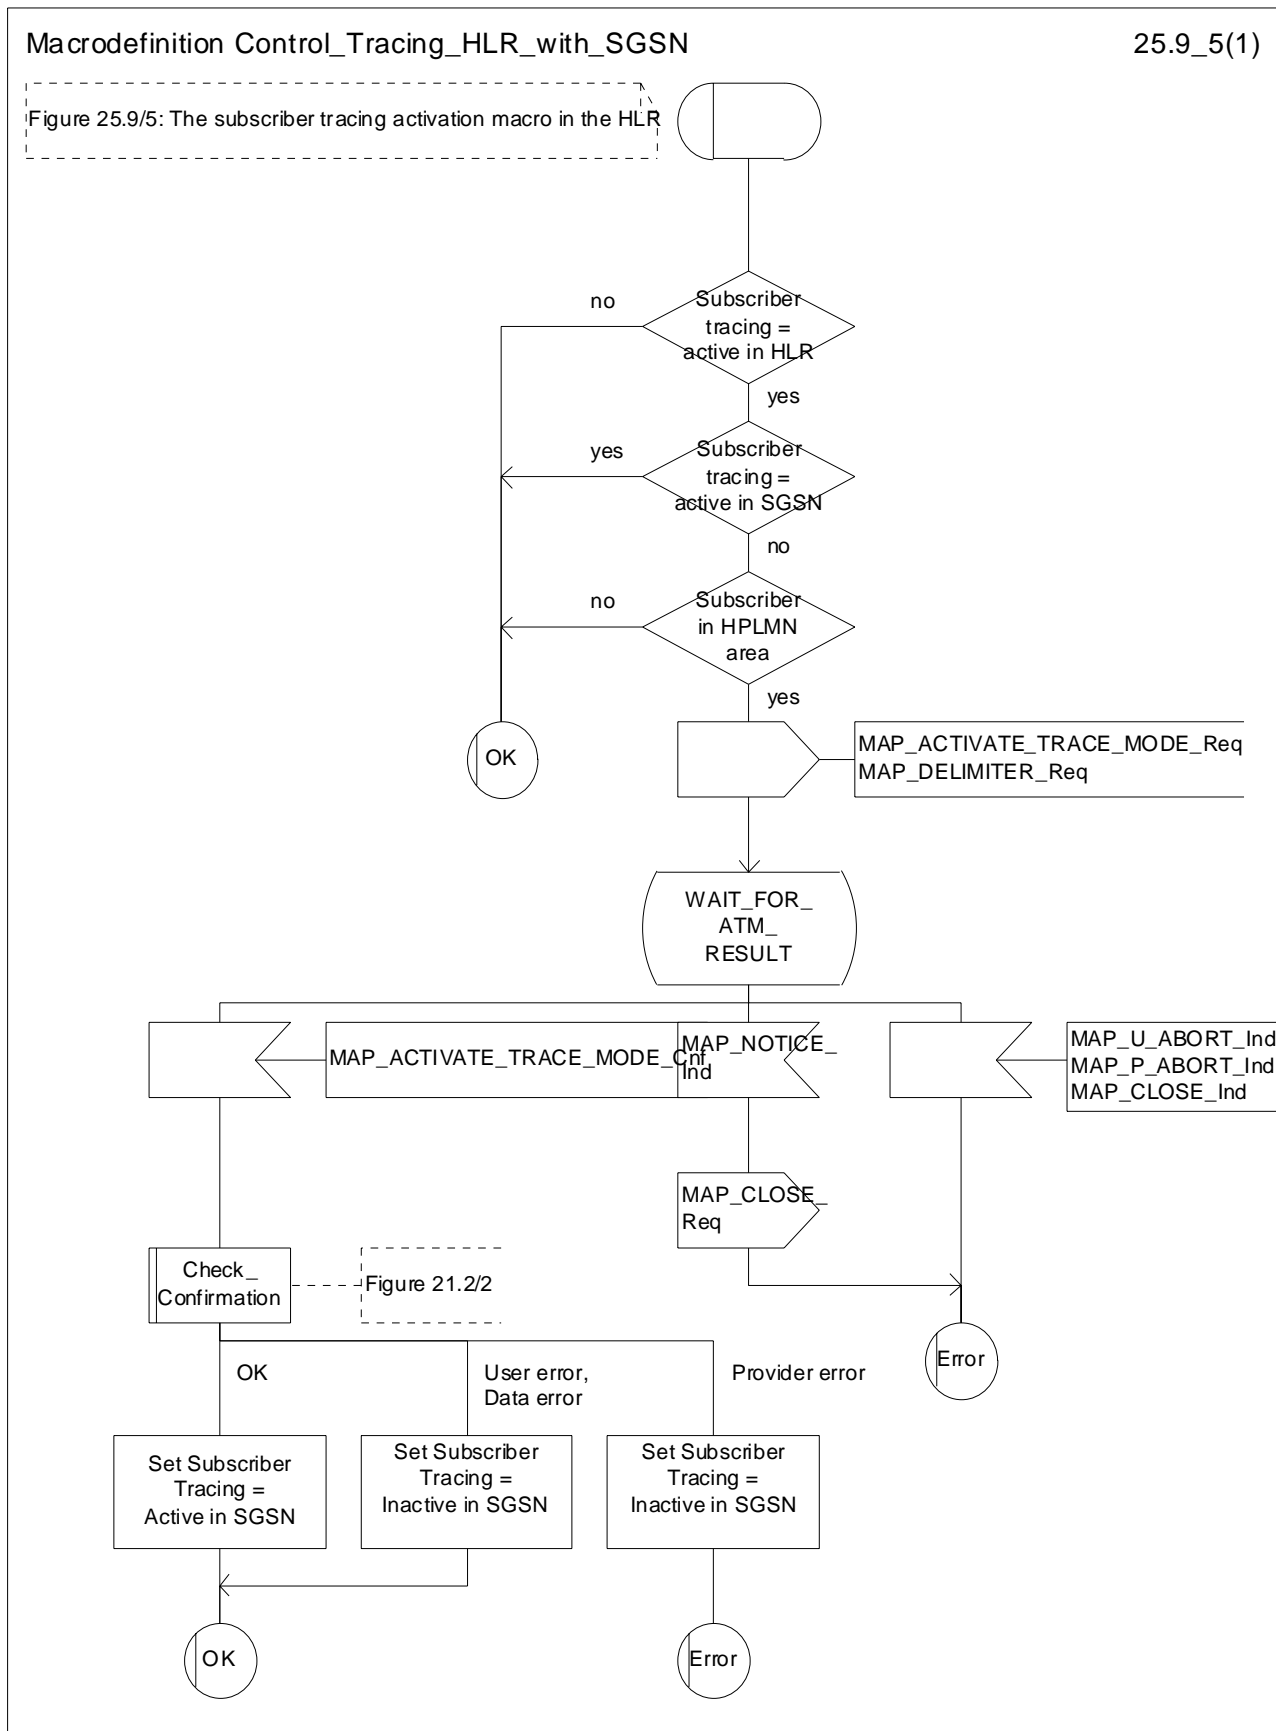 Macrodefinition Control_Tracing_HLR_with_SGSN
25.9_5(1)
Figure 25.9/5: The subscriber tracing activation macro in the HLR
no
Subscriber
tracing =
active in HLR
yes
yes
Subscriber
tracing =
active in SGSN
no
no
Subscriber
in HPLMN
area
yes
OK
MAP_ACTIVATE_TRACE_MODE_Req
MAP_DELIMITER_Req
WAIT_FOR_
ATM_
RESULT
MAP_ACTIVATE_TRACE_MODE_Cnf
MAP_NOTICE_
Ind
MAP_U_ABORT_Ind
MAP_P_ABORT_Ind
MAP_CLOSE_Ind
MAP_CLOSE_
Req
Check_
Confirmation
Figure 21.2/2
Error
OK
User error,
Data error
Provider error
Set Subscriber
Tracing =
Active in SGSN
Set Subscriber
Tracing =
Inactive in SGSN
Set Subscriber
Tracing =
Inactive in SGSN
OK
Error